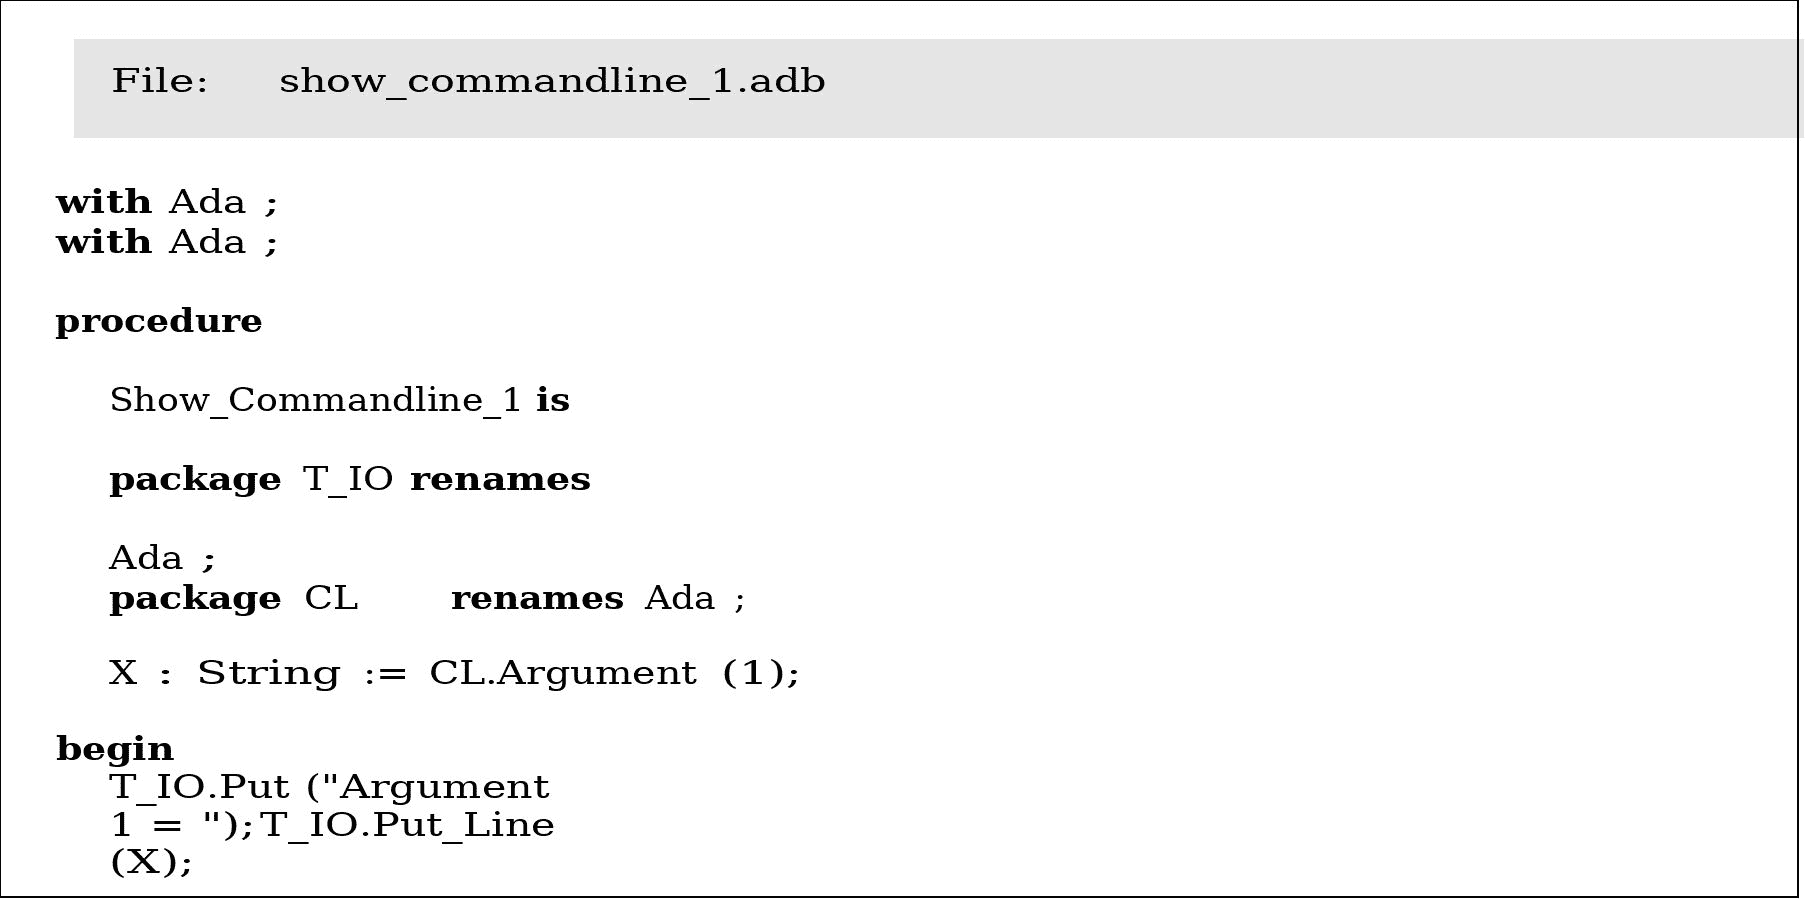 File: show_commandline_1.adb
with Ada ;
with Ada ;
procedure
Show_Commandline_1 is
package T_IO renames
Ada ;
package CL renames Ada ;
X : String := CL.Argument (1);
begin
T_IO.Put ("Argument
1 = "); T_IO.Put_Line
(X);